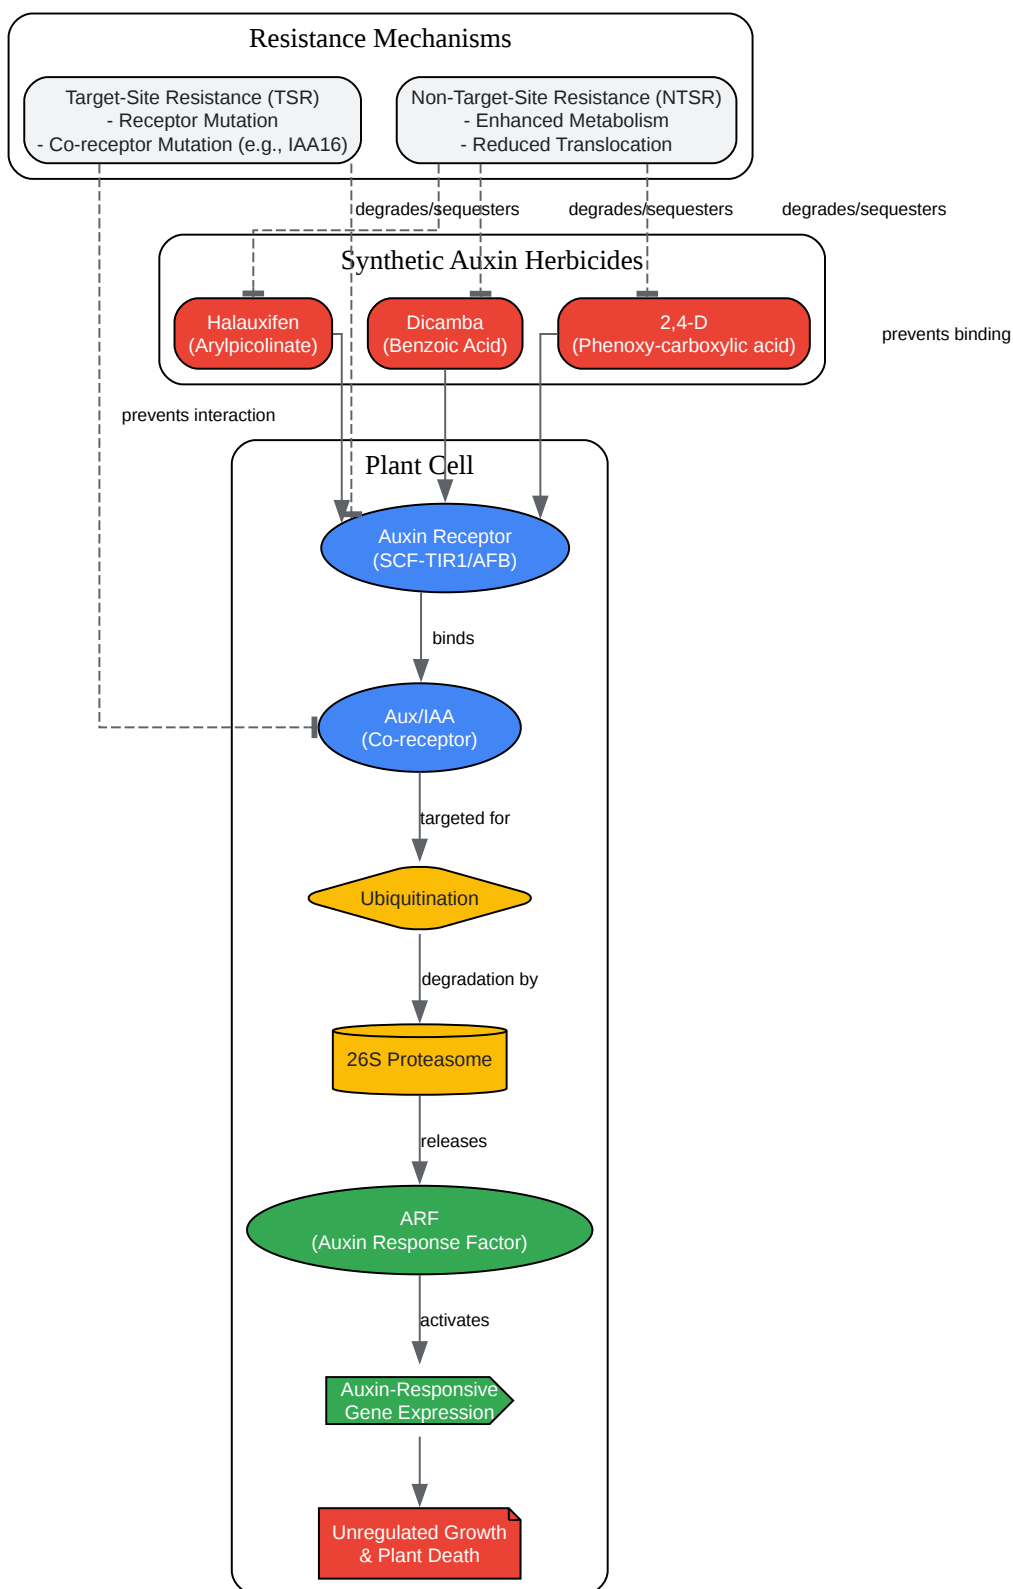 Resistance Mechanisms
Target-Site Resistance (TSR)
- Receptor Mutation
- Co-receptor Mutation (e.g., IAA16)
Non-Target-Site Resistance (NTSR)
- Enhanced Metabolism
- Reduced Translocation
degrades/sequesters
degrades/sequesters
degrades/sequesters
Synthetic Auxin Herbicides
Halauxifen
(Arylpicolinate)
Dicamba
(Benzoic Acid)
2,4-D
(Phenoxy-carboxylic acid)
prevents binding
prevents interaction
Plant Cell
Auxin Receptor
(SCF-TIR1/AFB)
binds
Aux/IAA
(Co-receptor)
targeted for
Ubiquitination
degradation by
26S Proteasome
releases
ARF
(Auxin Response Factor)
activates
Auxin-Responsive
Gene Expression
Unregulated Growth
& Plant Death